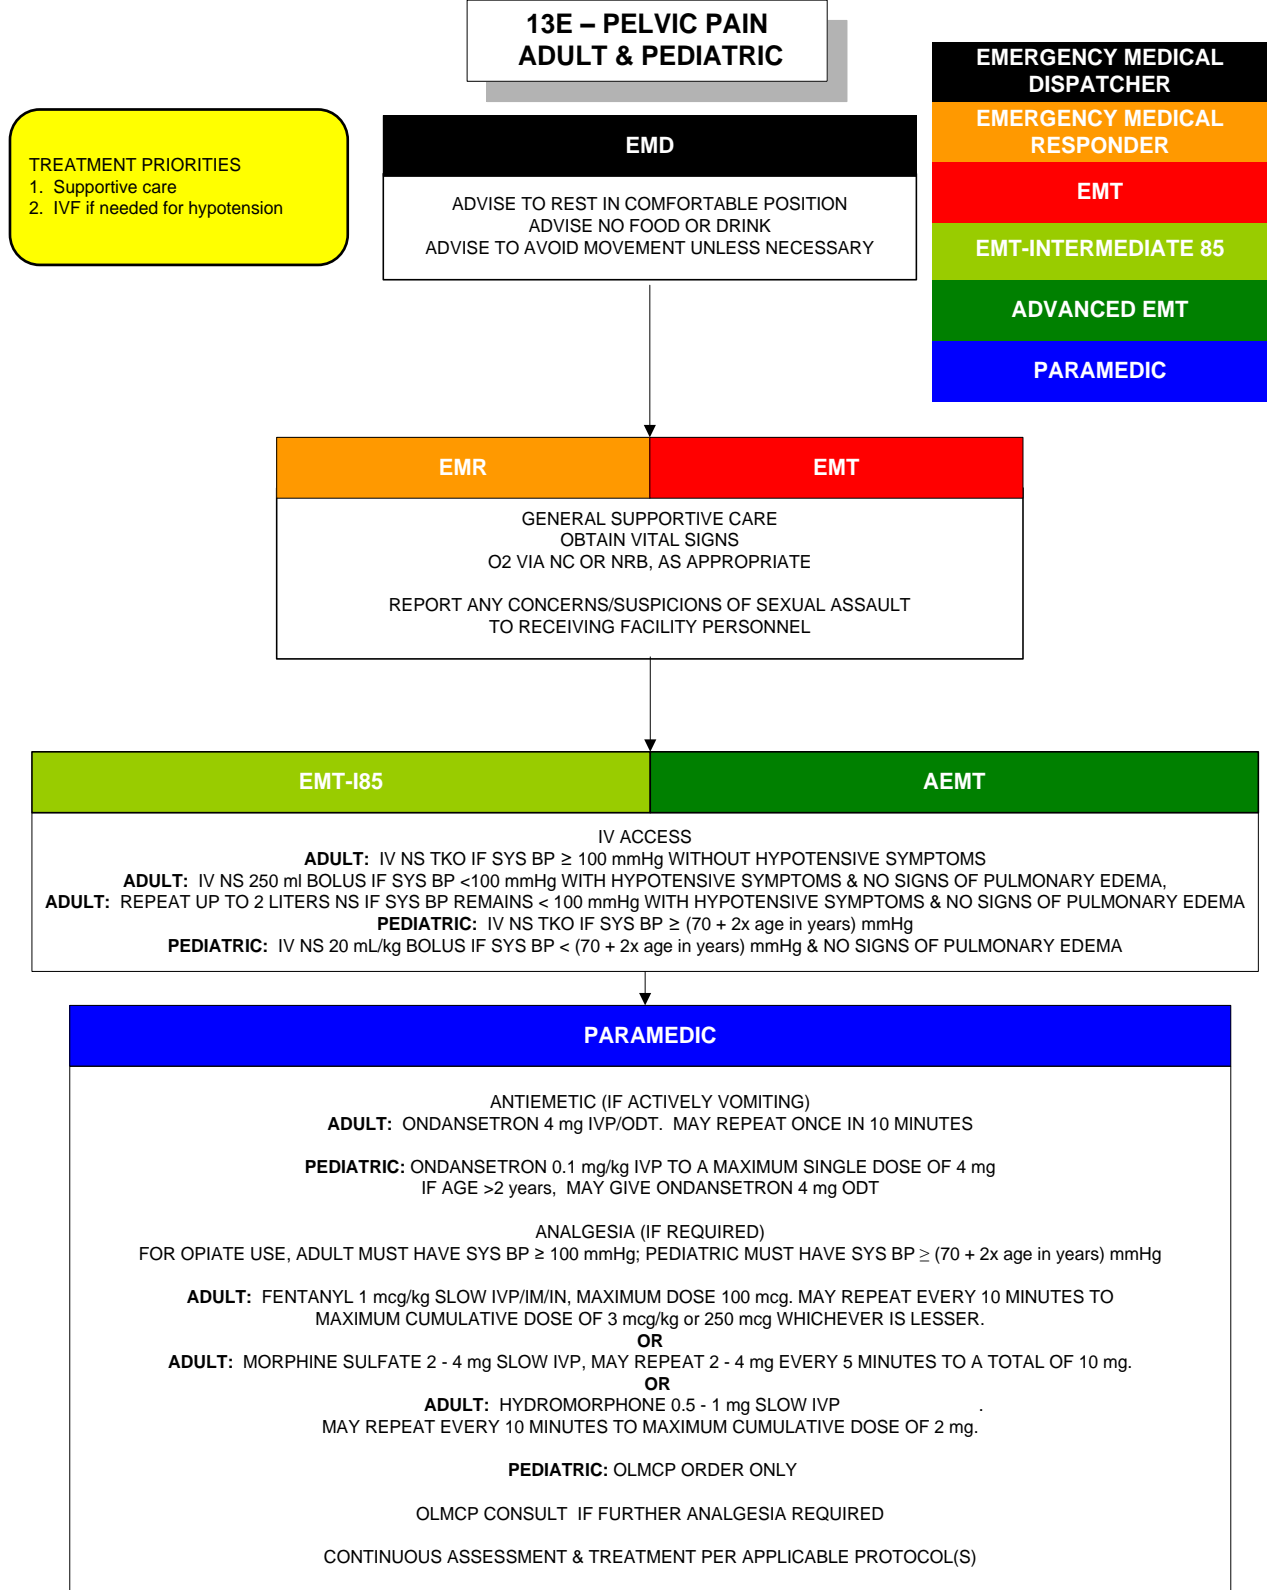 13E – PELVIC PAIN
ADULT & PEDIATRIC
TREATMENT PRIORITIES
1. Supportive care
2. IVF if needed for hypotension
EMERGENCY MEDICAL
DISPATCHER
EMERGENCY MEDICAL
RESPONDER
EMT
EMT-INTERMEDIATE 85
ADVANCED EMT
PARAMEDIC
EMD
ADVISE TO REST IN COMFORTABLE POSITION
ADVISE NO FOOD OR DRINK
ADVISE TO AVOID MOVEMENT UNLESS NECESSARY
EMR
EMT
GENERAL SUPPORTIVE CARE
OBTAIN VITAL SIGNS
O2 VIA NC OR NRB, AS APPROPRIATE
REPORT ANY CONCERNS/SUSPICIONS OF SEXUAL ASSAULT
TO RECEIVING FACILITY PERSONNEL
EMT-I85
AEMT
IV ACCESS
ADULT: IV NS TKO IF SYS BP ≥ 100 mmHg WITHOUT HYPOTENSIVE SYMPTOMS
ADULT: IV NS 250 ml BOLUS IF SYS BP <100 mmHg WITH HYPOTENSIVE SYMPTOMS & NO SIGNS OF PULMONARY EDEMA,
ADULT: REPEAT UP TO 2 LITERS NS IF SYS BP REMAINS < 100 mmHg WITH HYPOTENSIVE SYMPTOMS & NO SIGNS OF PULMONARY EDEMA
PEDIATRIC: IV NS TKO IF SYS BP ≥ (70 + 2x age in years) mmHg
PEDIATRIC: IV NS 20 mL/kg BOLUS IF SYS BP < (70 + 2x age in years) mmHg & NO SIGNS OF PULMONARY EDEMA
PARAMEDIC
ANTIEMETIC (IF ACTIVELY VOMITING)
ADULT: ONDANSETRON 4 mg IVP/ODT. MAY REPEAT ONCE IN 10 MINUTES
PEDIATRIC: ONDANSETRON 0.1 mg/kg IVP TO A MAXIMUM SINGLE DOSE OF 4 mg
IF AGE >2 years, MAY GIVE ONDANSETRON 4 mg ODT
ANALGESIA (IF REQUIRED)
FOR OPIATE USE, ADULT MUST HAVE SYS BP ≥ 100 mmHg; PEDIATRIC MUST HAVE SYS BP ≥ (70 + 2x age in years) mmHg
ADULT: FENTANYL 1 mcg/kg SLOW IVP/IM/IN, MAXIMUM DOSE 100 mcg. MAY REPEAT EVERY 10 MINUTES TO
MAXIMUM CUMULATIVE DOSE OF 3 mcg/kg or 250 mcg WHICHEVER IS LESSER.
OR
ADULT: MORPHINE SULFATE 2 - 4 mg SLOW IVP, MAY REPEAT 2 - 4 mg EVERY 5 MINUTES TO A TOTAL OF 10 mg.
OR
ADULT: HYDROMORPHONE 0.5 - 1 mg SLOW IVP .
MAY REPEAT EVERY 10 MINUTES TO MAXIMUM CUMULATIVE DOSE OF 2 mg.
PEDIATRIC: OLMCP ORDER ONLY
OLMCP CONSULT IF FURTHER ANALGESIA REQUIRED
CONTINUOUS ASSESSMENT & TREATMENT PER APPLICABLE PROTOCOL(S)